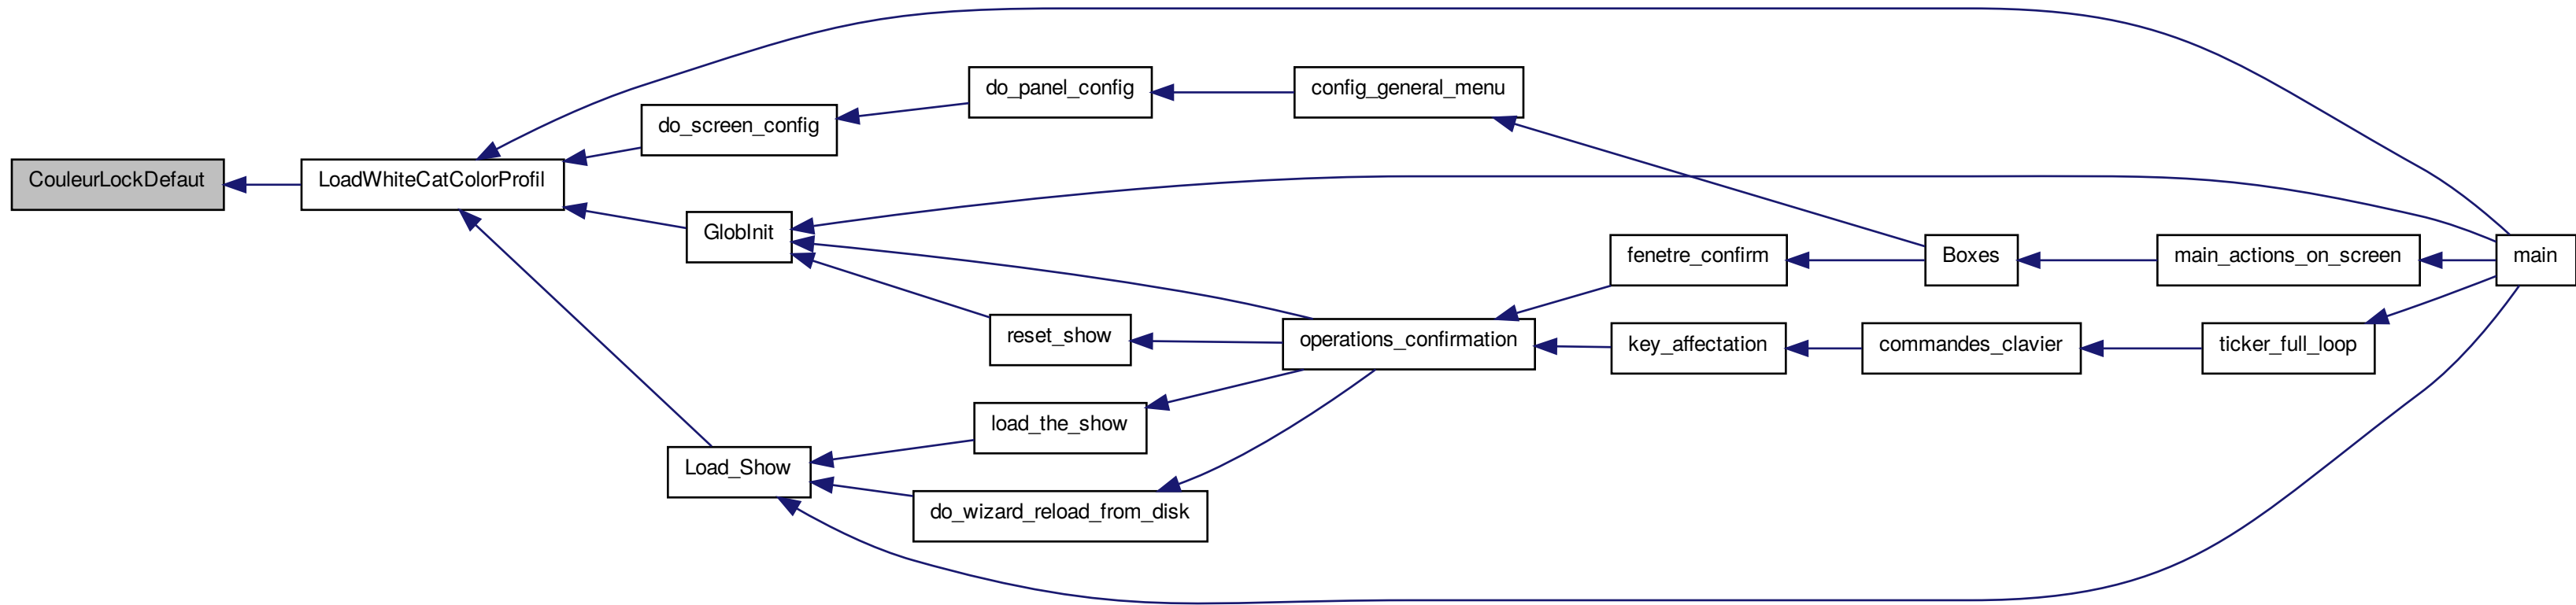 CouleurLockDefaut
LoadWhiteCatColorProfil
do_screen_config
do_panel_config
config_general_menu
GlobInit
reset_show
Load_Show
load_the_show
do_wizard_reload_from_disk
operations_confirmation
fenetre_confirm
key_affectation
Boxes
commandes_clavier
main_actions_on_screen
ticker_full_loop
main